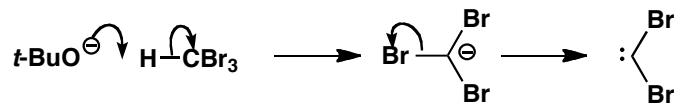 t-BuO⊖ H–CBr₃ → Br C⊖ Br Br → : Br Br